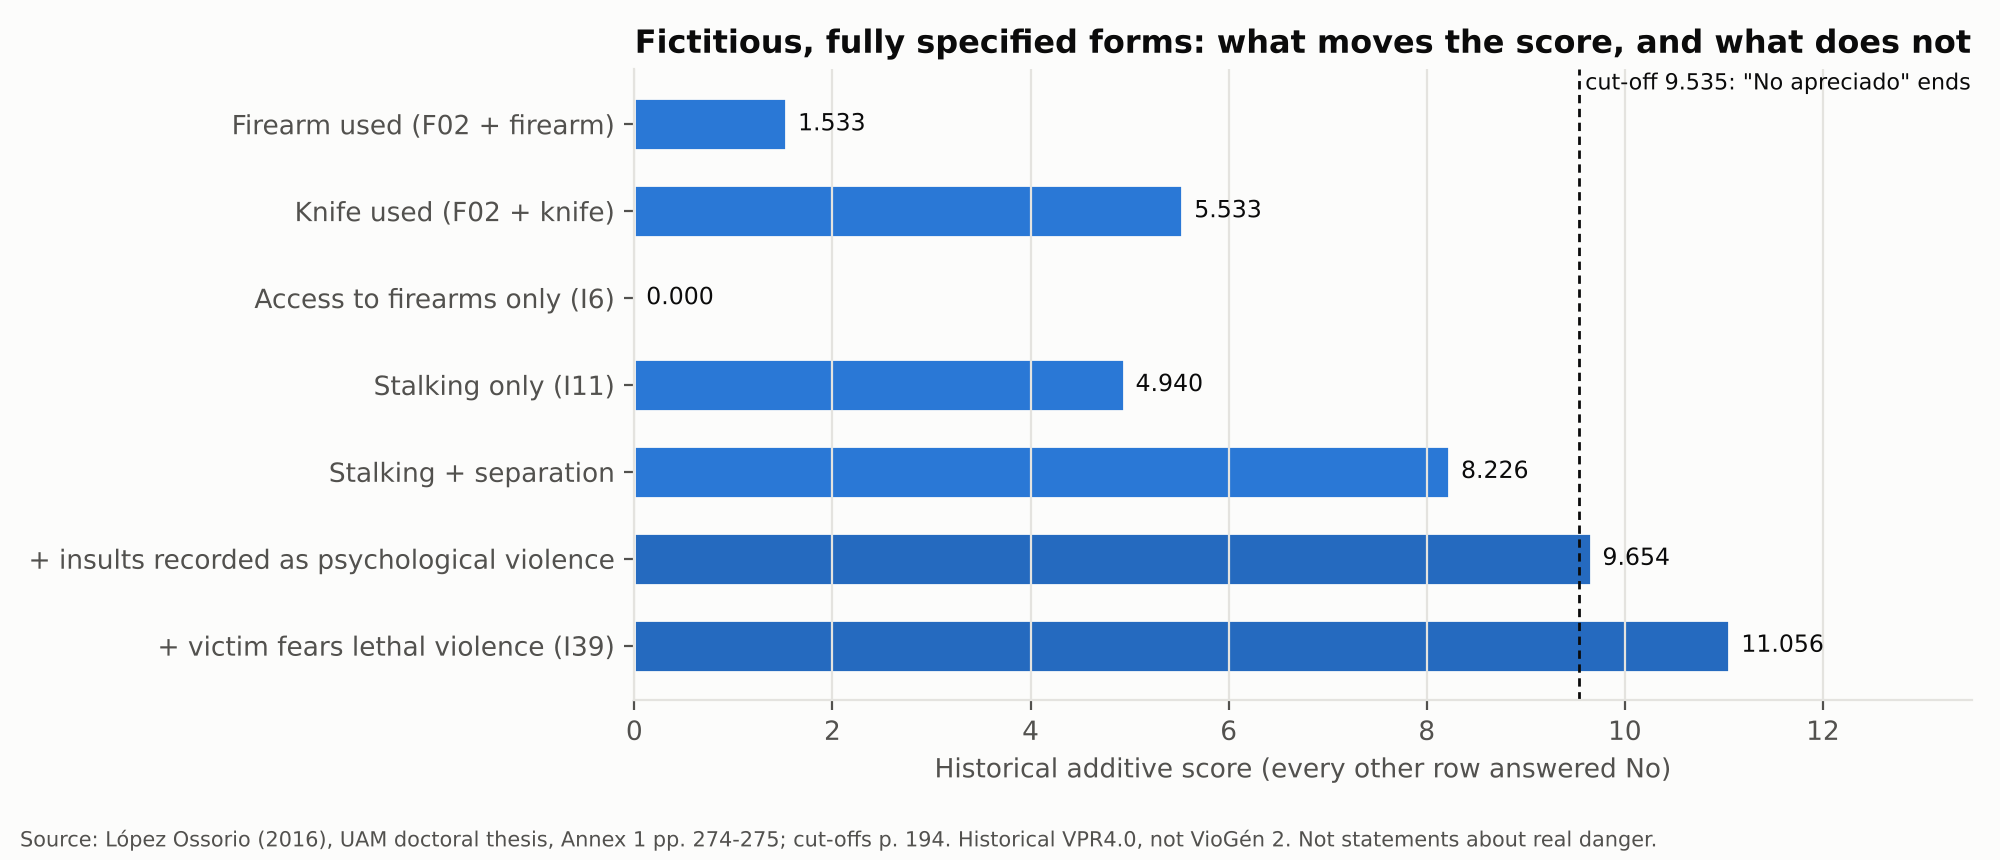 Fictitious, fully specified forms: what moves the score, and what does not
cut-off 9.535: "No apreciado" ends
Firearm used (F02 + firearm)
1.533
Knife used (F02 + knife)
5.533
Access to firearms only (I6)
0.000
Stalking only (I11)
4.940
Stalking + separation
8.226
+ insults recorded as psychological violence
9.654
+ victim fears lethal violence (I39)
11.056
0 2 4 6 8 10 12
Historical additive score (every other row answered No)
Source: López Ossorio (2016), UAM doctoral thesis, Annex 1 pp. 274-275; cut-offs p. 194. Historical VPR4.0, not VioGén 2. Not statements about real danger.